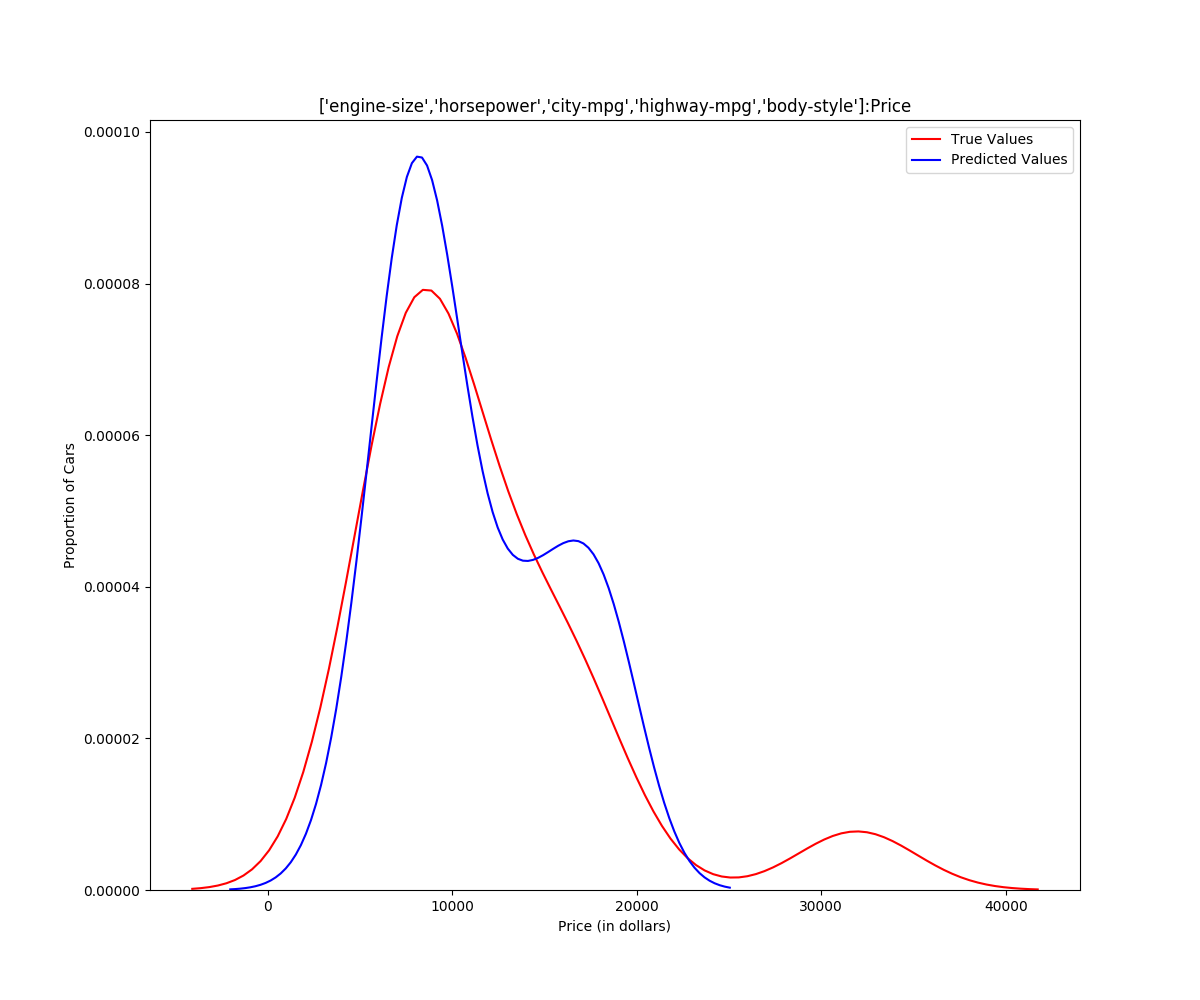 ['engine-size','horsepower','city-mpg','highway-mpg','body-style']:Price
True Values
Predicted Values
0.00010
0.00008
0.00006
0.00004
0.00002
0.00000
Proportion of Cars
0 10000 20000 30000 40000
Price (in dollars)